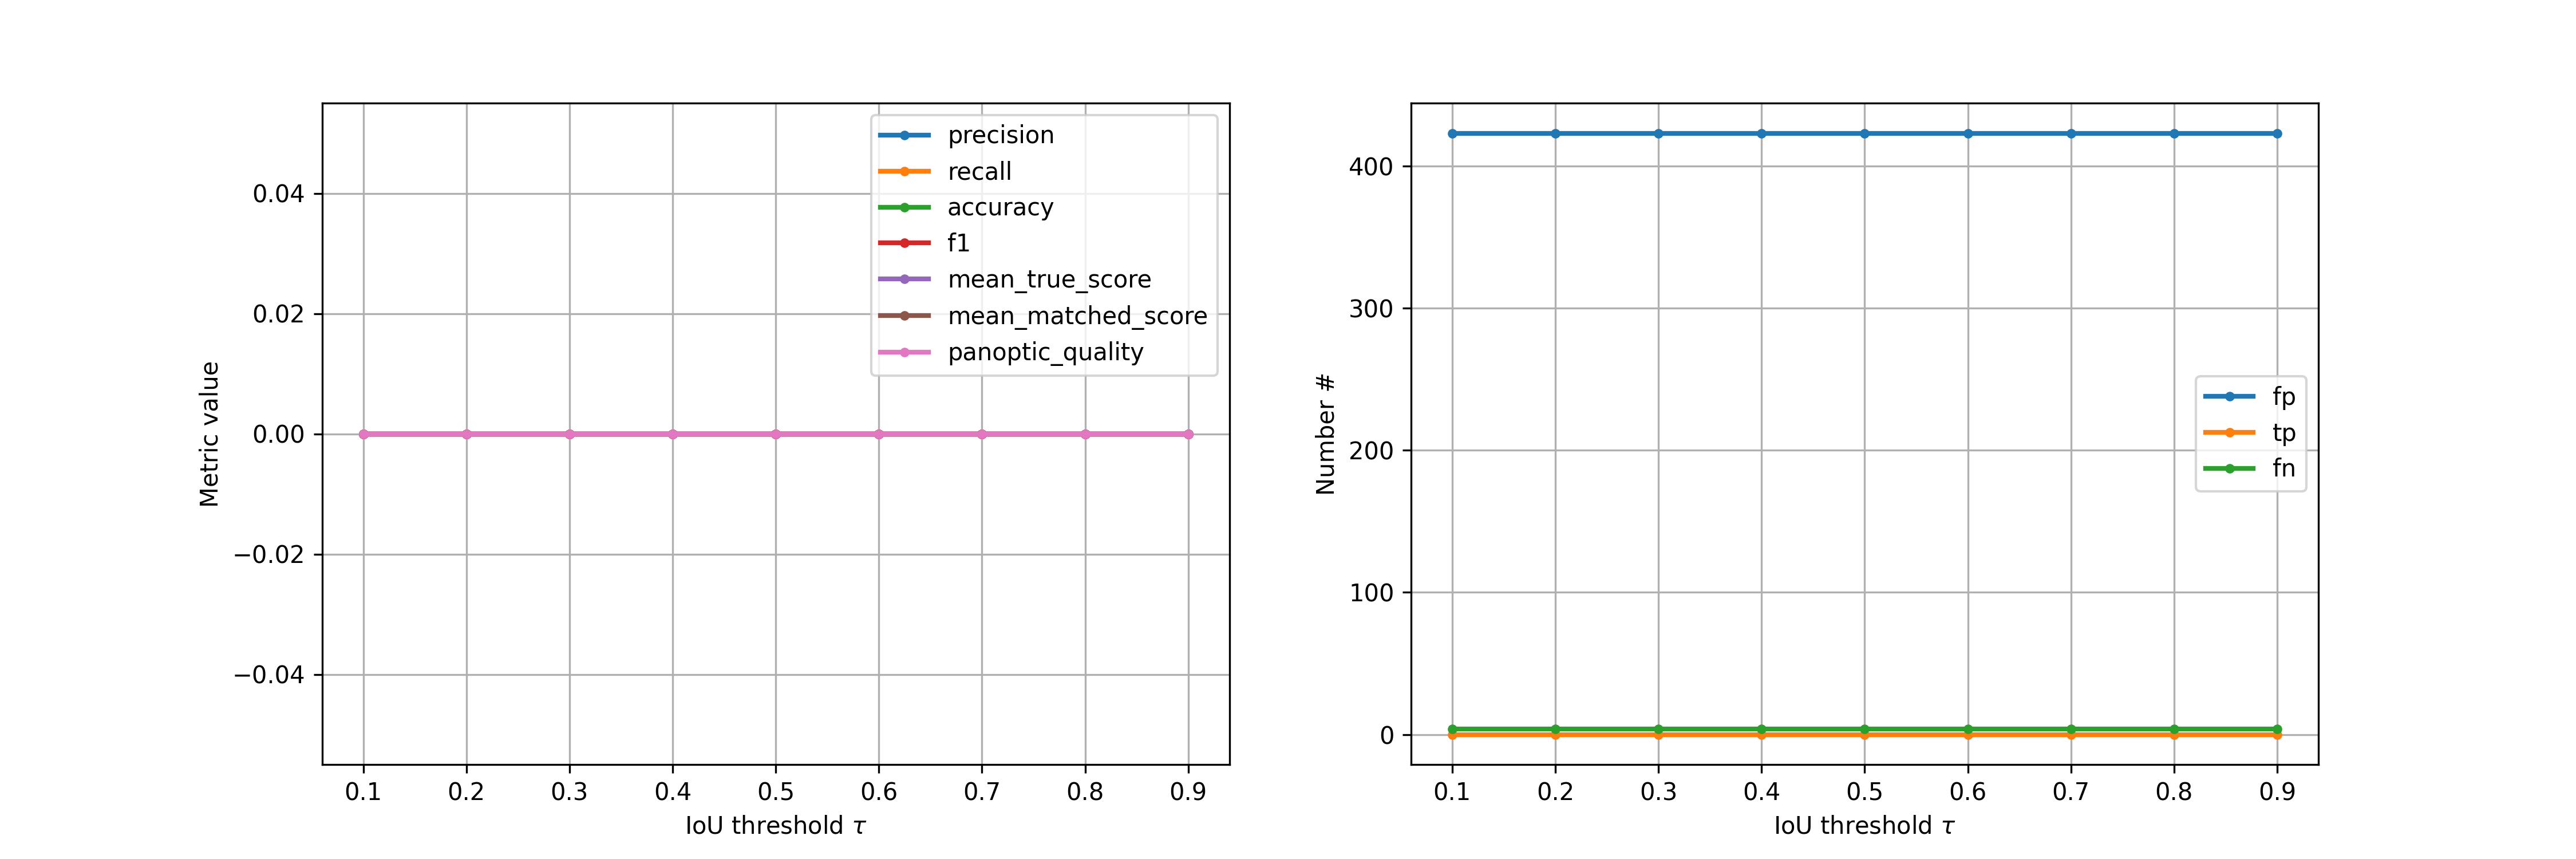 precision
recall
accuracy
f1
mean_true_score
mean_matched_score
panoptic_quality
0.04
0.02
0.00
−0.02
−0.04
Metric value
0.1 0.2 0.3 0.4 0.5 0.6 0.7 0.8 0.9
IoU threshold τ
fp
tp
fn
400
300
200
100
0
Number #
0.1 0.2 0.3 0.4 0.5 0.6 0.7 0.8 0.9
IoU threshold τ